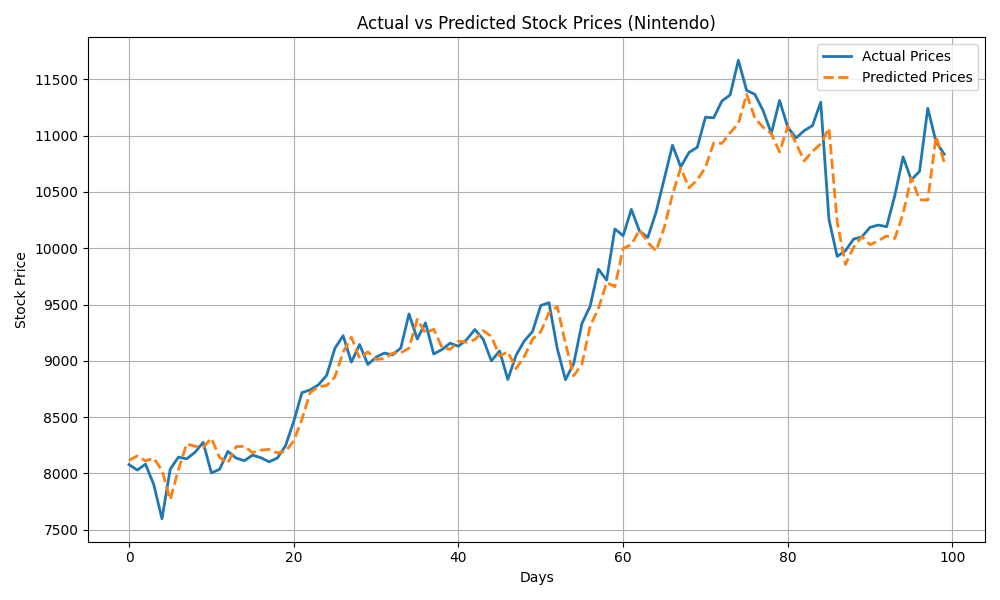 Actual vs Predicted Stock Prices (Nintendo)
Actual Prices
Predicted Prices
Stock Price
11500
11000
10500
10000
9500
9000
8500
8000
7500
0 20 40 60 80 100
Days